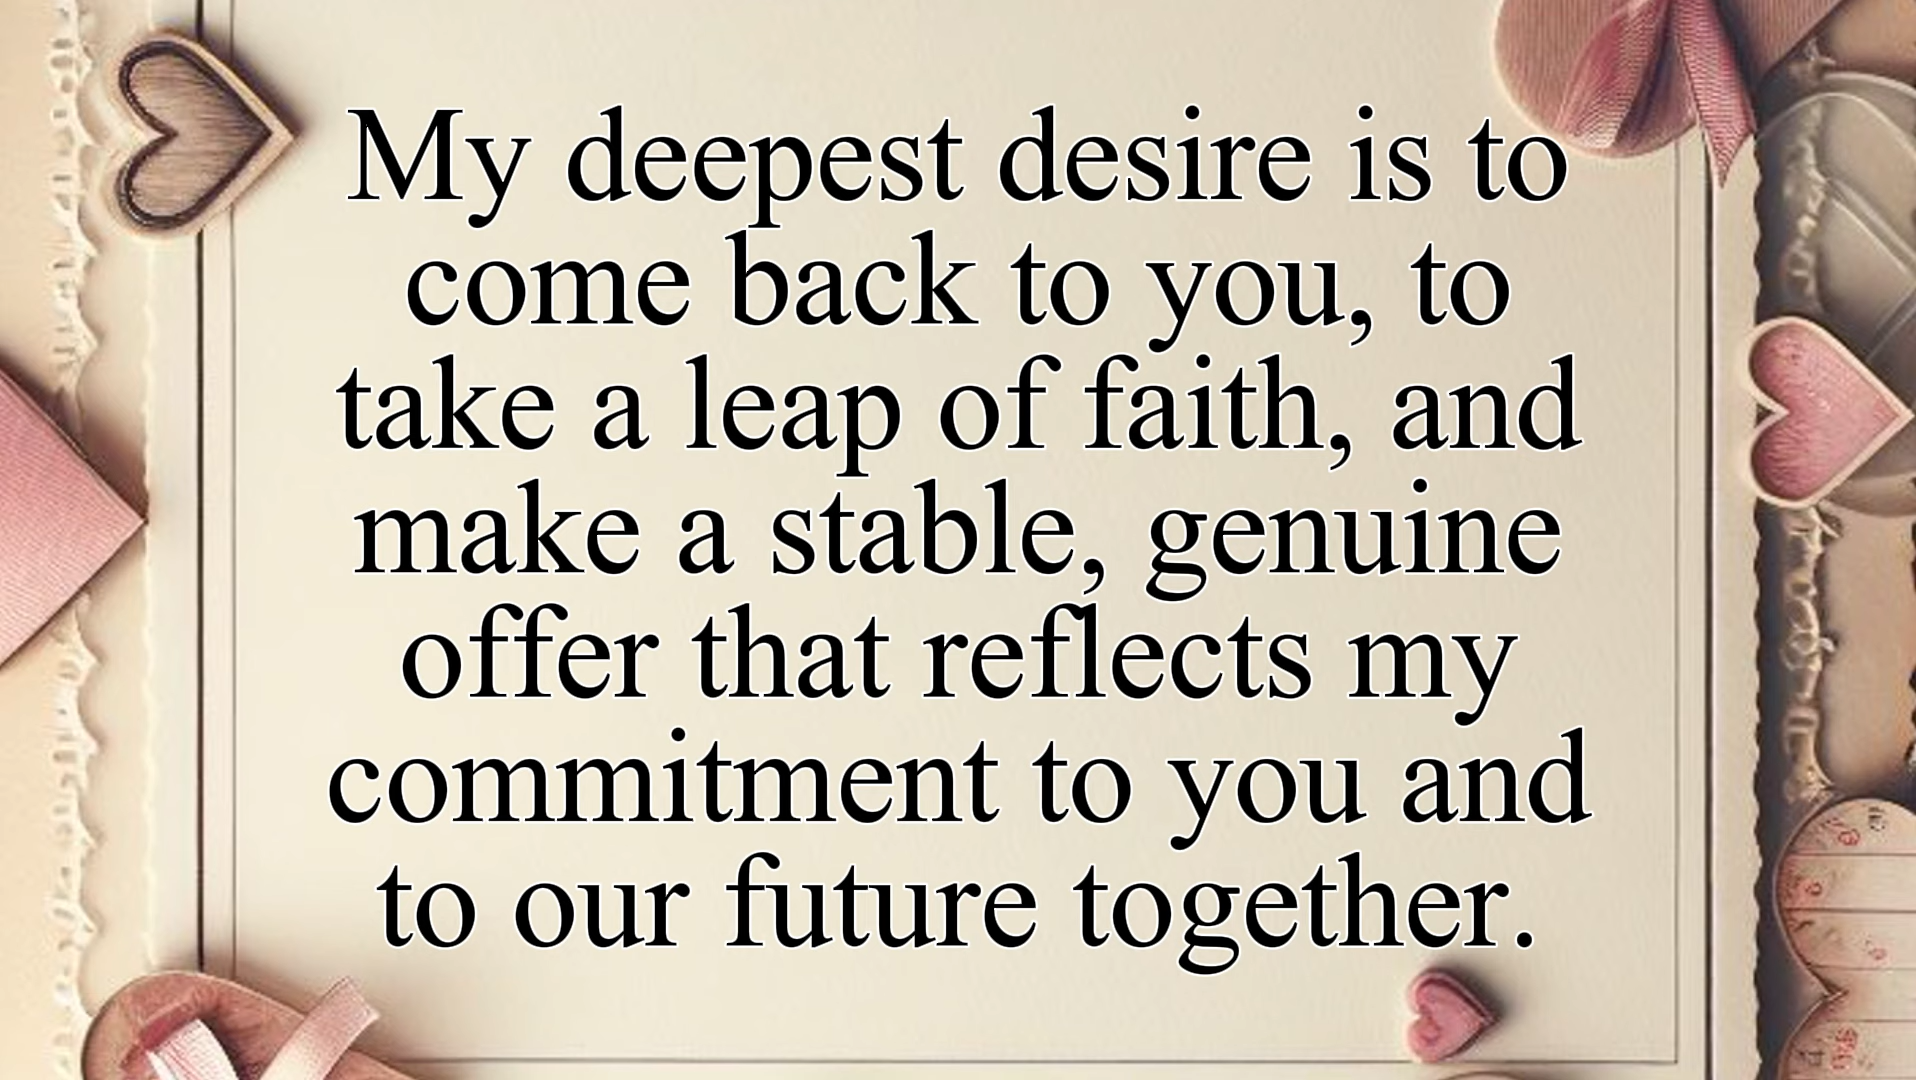 My deepest desire is to
come back to you, to
take a leap of faith, and
make a stable, genuine
offer that reflects my
commitment to you and
to our future together.